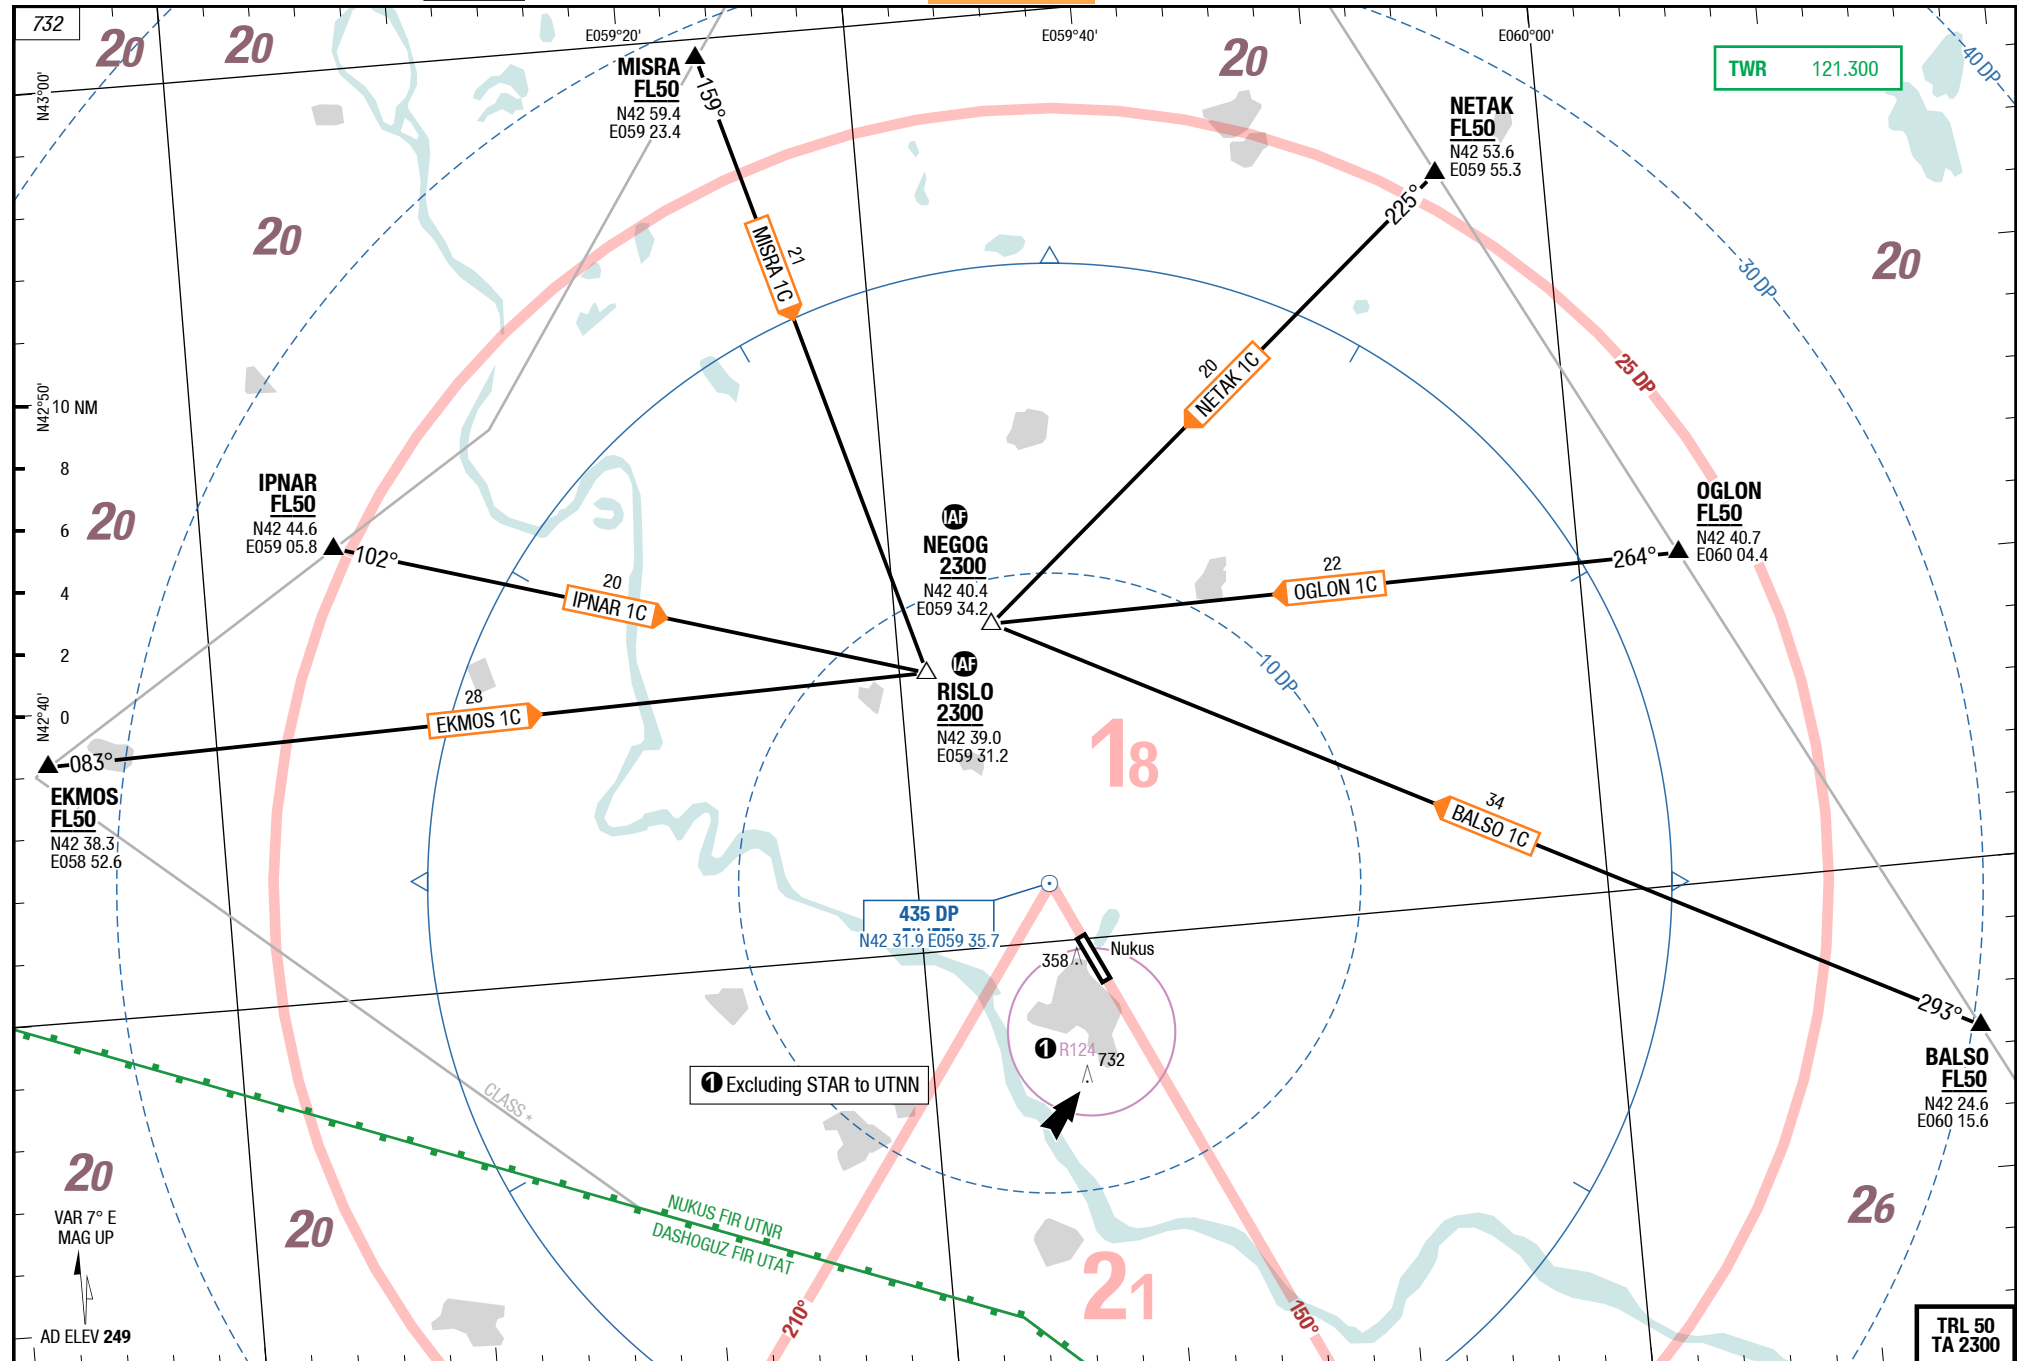 732
20
20
E059°20'
E059°40'
E060°00'
20
TWR 121.300
40 DP
N43°00'
MISRA
FL50
N42 59.4
E059 23.4
159°
NETAK
FL50
N42 53.6
E059 55.3
225°
20
MISRA 1C
21
30 DP
20
25 DP
20
NETAK 1C
N42°50'
10 NM
8
6
4
2
0
N42°40'
IPNAR
FL50
N42 44.6
E059 05.8
102°
20
20
IPNAR 1C
IAF
NEGOG
2300
N42 40.4
E059 34.2
OGLON
FL50
N42 40.7
E060 04.4
264°
22
OGLON 1C
IAF
RISLO
2300
N42 39.0
E059 31.2
10 DP
28
EKMOS 1C
083°
EKMOS
FL50
N42 38.3
E058 52.6
18
34
BALSO 1C
435 DP
N42 31.9 E059 35.7
Nukus
358
293°
BALSO
FL50
N42 24.6
E060 15.6
1 R124
732
1 Excluding STAR to UTNN
CLASS *
20
VAR 7° E
MAG UP
AD ELEV 249
20
NUKUS FIR UTNR
DASHOGUZ FIR UTAT
21
26
210°
150°
TRL 50
TA 2300